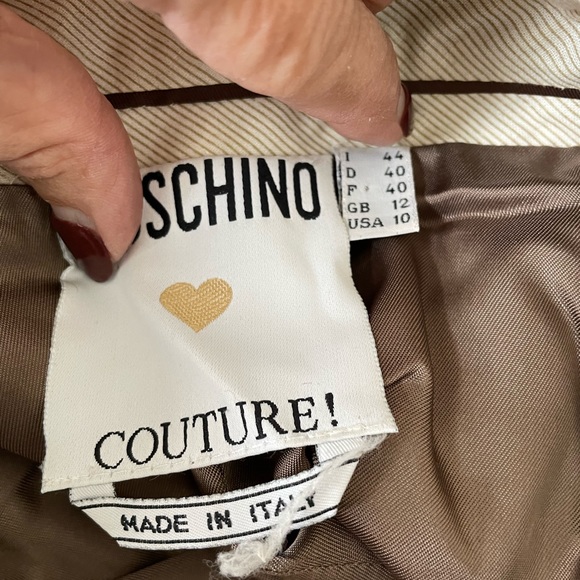 SCHINO
COUTURE!
MADE IN ITALY
I 44
D 40
F 40
GB 12
USA 10